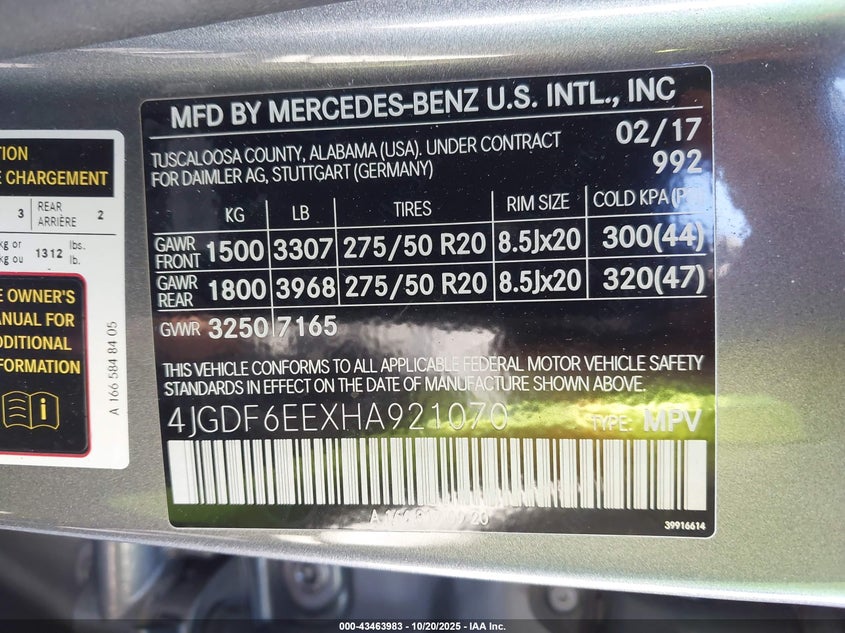 TION
E CHARGEMENT
3 REAR ARRIÈRE 2
kg or 1312 lbs.
kg ou lb.
E OWNER'S
ANUAL FOR
DDITIONAL
FORMATION
A 166 584 84 05
MFD BY MERCEDES-BENZ U.S. INTL., INC
TUSCALOOSA COUNTY, ALABAMA (USA). UNDER CONTRACT
FOR DAIMLER AG, STUTTGART (GERMANY)
02/17
992
KG LB TIRES RIM SIZE COLD KPA
GAWR FRONT 1500 3307 275/50 R20 8.5Jx20 300(44)
GAWR REAR 1800 3968 275/50 R20 8.5Jx20 320(47)
GVWR 3250 7165
THIS VEHICLE CONFORMS TO ALL APPLICABLE FEDERAL MOTOR VEHICLE SAFETY
STANDARDS IN EFFECT ON THE DATE OF MANUFACTURE SHOWN ABOVE.
4JGDF6EEXHA921070 TYPE: MPV
39916614
000-43463983 - 10/20/2025 - IAA Inc.